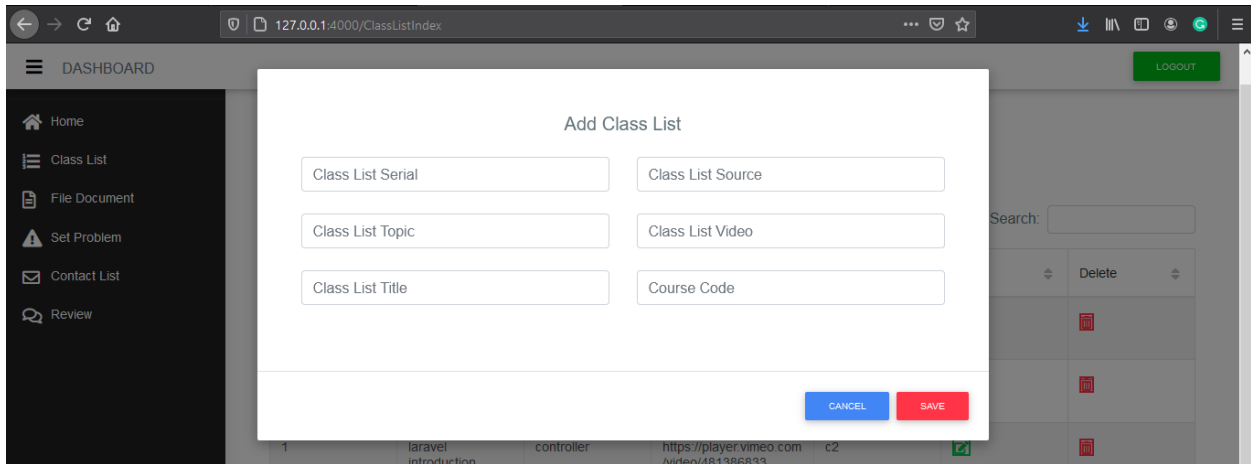 127.0.0.1:4000/ClassListIndex
DASHBOARD
LOGOUT
Home
Class List
File Document
Set Problem
Contact List
Review
Add Class List
Class List Serial
Class List Source
Class List Topic
Class List Video
Class List Title
Course Code
CANCEL
SAVE
Search:
Delete
1 laravel controller https://player.vimeo.com c2
introduction /video/481386833